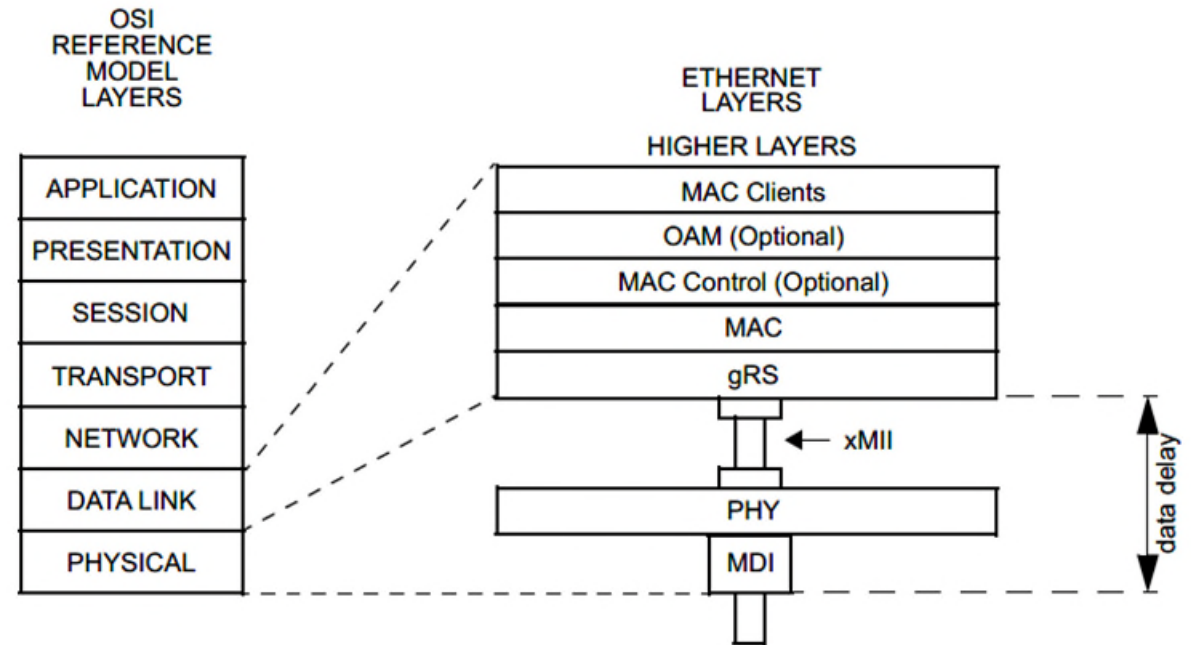 OSI
REFERENCE
MODEL
LAYERS
APPLICATION
PRESENTATION
SESSION
TRANSPORT
NETWORK
DATA LINK
PHYSICAL
ETHERNET
LAYERS
HIGHER LAYERS
MAC Clients
OAM (Optional)
MAC Control (Optional)
MAC
gRS
xMII
PHY
MDI
data delay